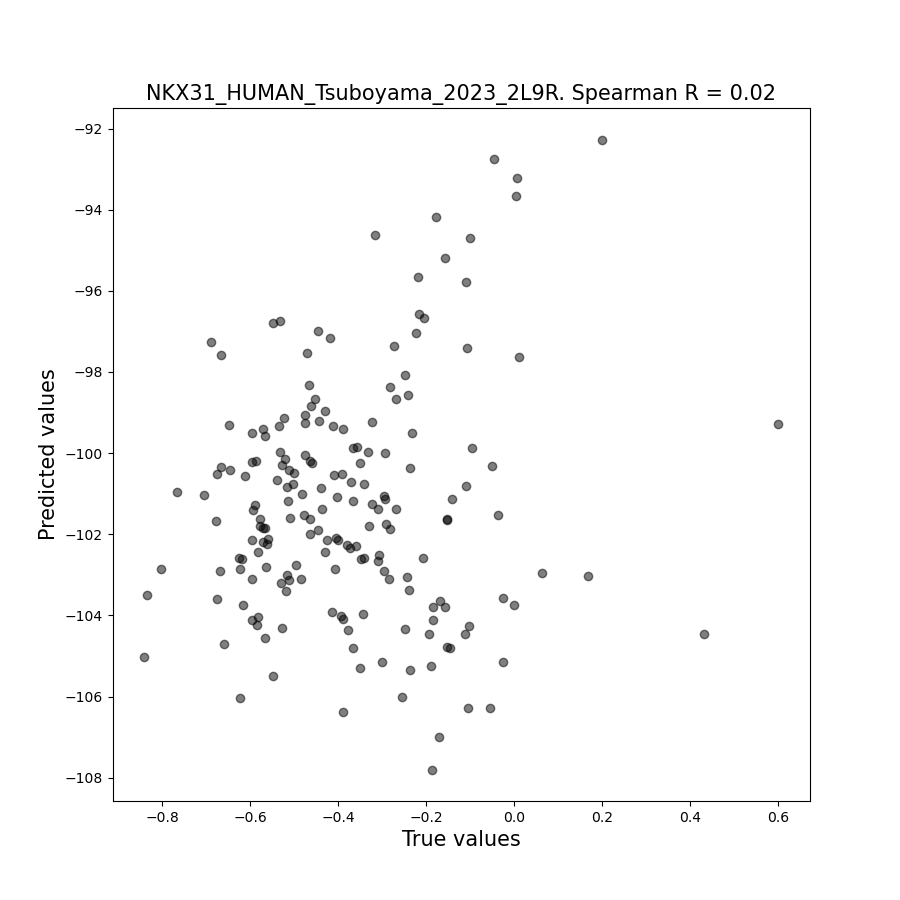 NKX31_HUMAN_Tsuboyama_2023_2L9R. Spearman R = 0.02
−92
−94
−96
−98
−100
−102
−104
−106
−108
Predicted values
−0.8 −0.6 −0.4 −0.2 0.0 0.2 0.4 0.6
True values